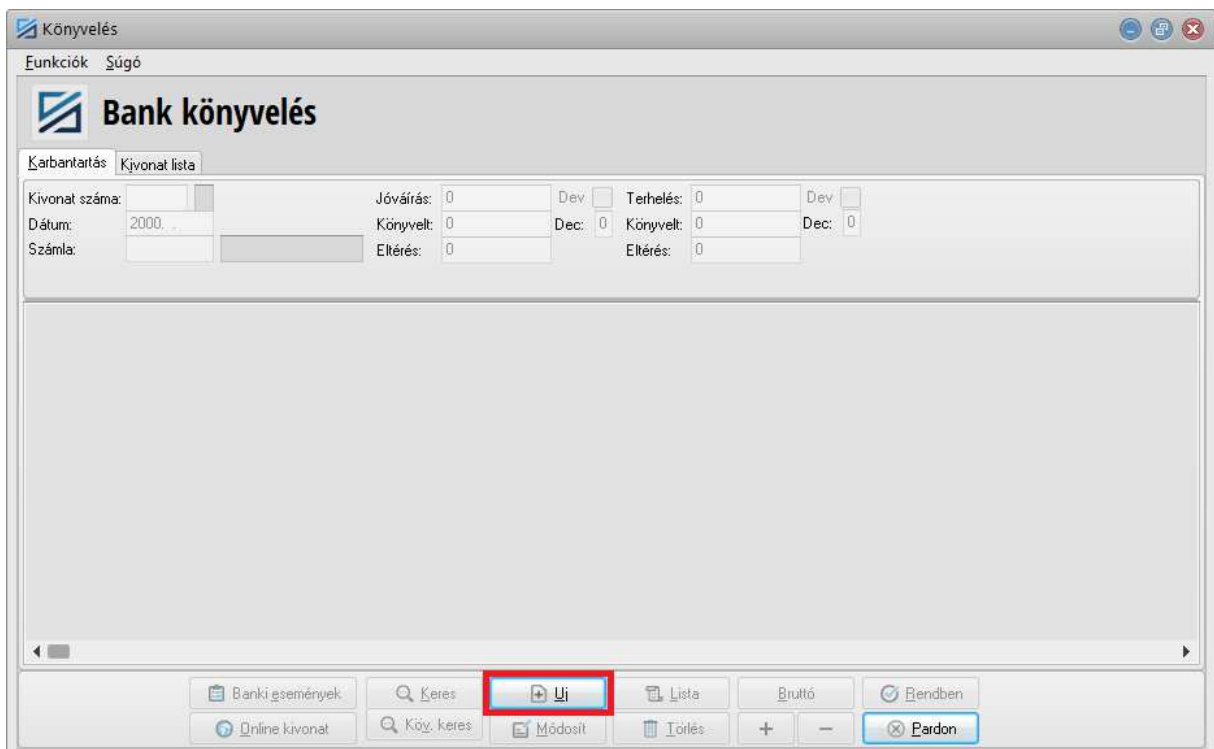 Könyvelés
Funkciók Súgó
Bank könyvelés
Karbantartás Kivonat lista
Kivonat száma: Jóváírás: 0 Dev Terhelés: 0 Dev
Dátum: 2000. . Könyvelt: 0 Dec: 0 Könyvelt: 0 Dec: 0
Számla: Eltérés: 0 Eltérés: 0
Banki események Keres Uj Lista Bruttó Rendben
Online kivonat Köv. keres Módosít Törlés + − Pardon